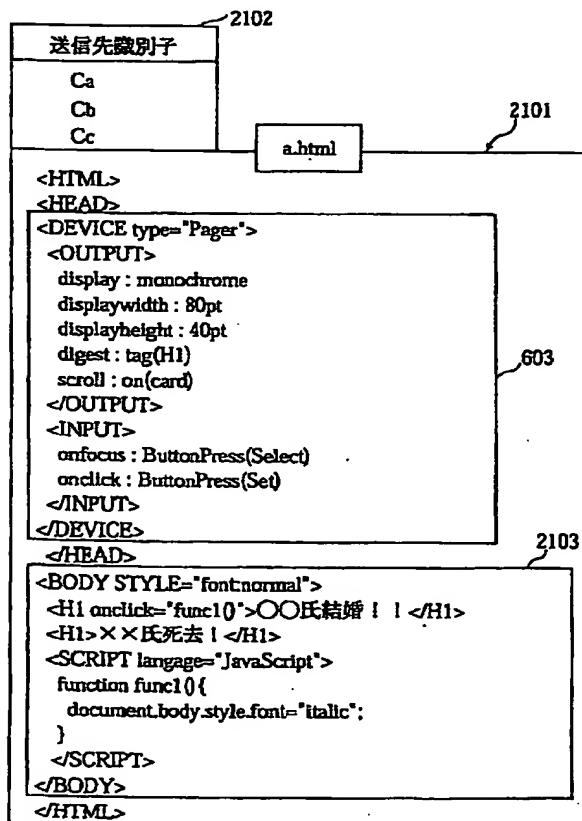 2102
送信先識別子
Ca
Cb
Cc
a.html
2101
<HTML>
<HEAD>
<DEVICE type="Pager">
<OUTPUT>
display : monochrome
displaywidth : 80pt
displayheight : 40pt
digest : tag(H1)
scroll : on(card)
</OUTPUT>
<INPUT>
onfocus : ButtonPress(Select)
onclick : ButtonPress(Set)
</INPUT>
</DEVICE>
603
</HEAD>
2103
<BODY STYLE="font:normal">
<H1 onclick="func1()">〇〇氏結婚！！</H1>
<H1>××氏死去！</H1>
<SCRIPT langage="JavaScript">
function func1(){
document.body.style.font="italic";
}
</SCRIPT>
</BODY>
</HTML>